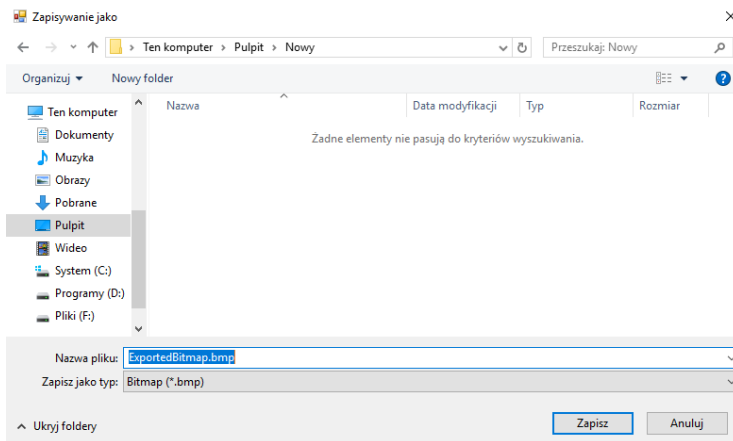 Zapisywanie jako
Ten komputer > Pulpit > Nowy
Przeszukaj: Nowy
Organizuj
Nowy folder
Nazwa
Data modyfikacji
Typ
Rozmiar
Żadne elementy nie pasują do kryteriów wyszukiwania.
Ten komputer
Dokumenty
Muzyka
Obrazy
Pobrane
Pulpit
Wideo
System (C:)
Programy (D:)
Pliki (F:)
Nazwa pliku: ExportedBitmap.bmp
Zapisz jako typ: Bitmap (*.bmp)
Ukryj foldery
Zapisz
Anuluj